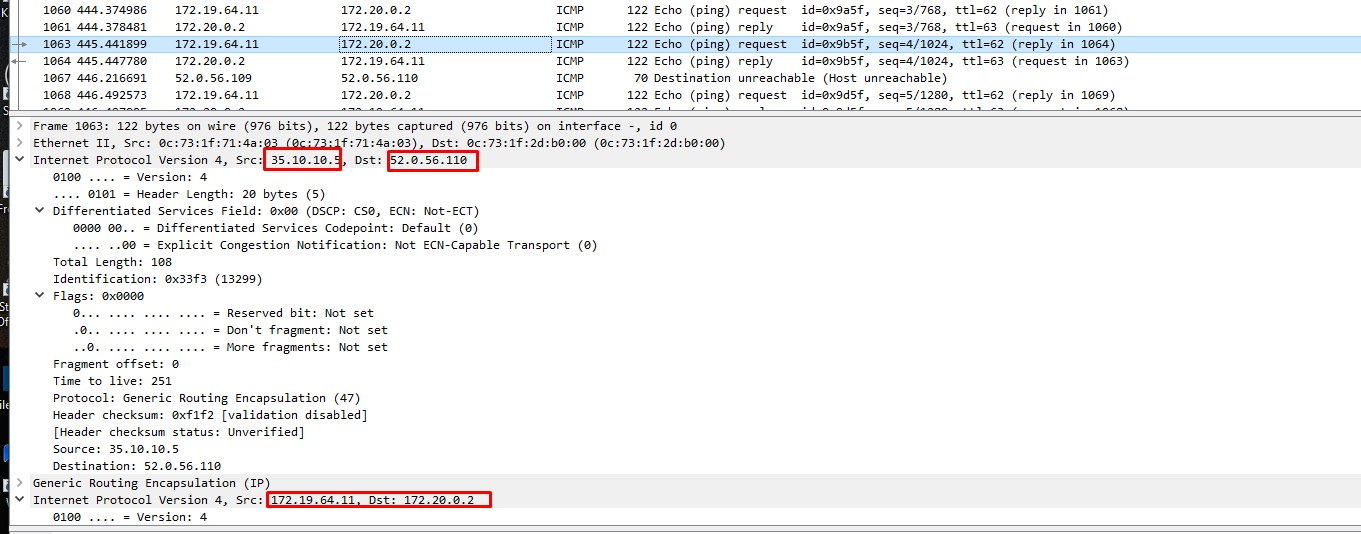 1060 444.374986 172.19.64.11 172.20.0.2 ICMP 122 Echo (ping) request id=0x9a5f, seq=3/768, ttl=62 (reply in 1061)
1061 444.378481 172.20.0.2 172.19.64.11 ICMP 122 Echo (ping) reply id=0x9a5f, seq=3/768, ttl=63 (request in 1060)
1063 445.441899 172.19.64.11 172.20.0.2 ICMP 122 Echo (ping) request id=0x9b5f, seq=4/1024, ttl=62 (reply in 1064)
1064 445.447780 172.20.0.2 172.19.64.11 ICMP 122 Echo (ping) reply id=0x9b5f, seq=4/1024, ttl=63 (request in 1063)
1067 446.216691 52.0.56.109 52.0.56.110 ICMP 70 Destination unreachable (Host unreachable)
1068 446.492573 172.19.64.11 172.20.0.2 ICMP 122 Echo (ping) request id=0x9d5f, seq=5/1280, ttl=62 (reply in 1069)
Frame 1063: 122 bytes on wire (976 bits), 122 bytes captured (976 bits) on interface -, id 0
Ethernet II, Src: 0c:73:1f:71:4a:03 (0c:73:1f:71:4a:03), Dst: 0c:73:1f:2d:b0:00 (0c:73:1f:2d:b0:00)
Internet Protocol Version 4, Src: 35.10.10.5, Dst: 52.0.56.110
0100 .... = Version: 4
.... 0101 = Header Length: 20 bytes (5)
Differentiated Services Field: 0x00 (DSCP: CS0, ECN: Not-ECT)
0000 00.. = Differentiated Services Codepoint: Default (0)
.... ..00 = Explicit Congestion Notification: Not ECN-Capable Transport (0)
Total Length: 108
Identification: 0x33f3 (13299)
Flags: 0x0000
0... .... .... .... = Reserved bit: Not set
.0.. .... .... .... = Don't fragment: Not set
..0. .... .... .... = More fragments: Not set
Fragment offset: 0
Time to live: 251
Protocol: Generic Routing Encapsulation (47)
Header checksum: 0xf1f2 [validation disabled]
[Header checksum status: Unverified]
Source: 35.10.10.5
Destination: 52.0.56.110
Generic Routing Encapsulation (IP)
Internet Protocol Version 4, Src: 172.19.64.11, Dst: 172.20.0.2
0100 .... = Version: 4